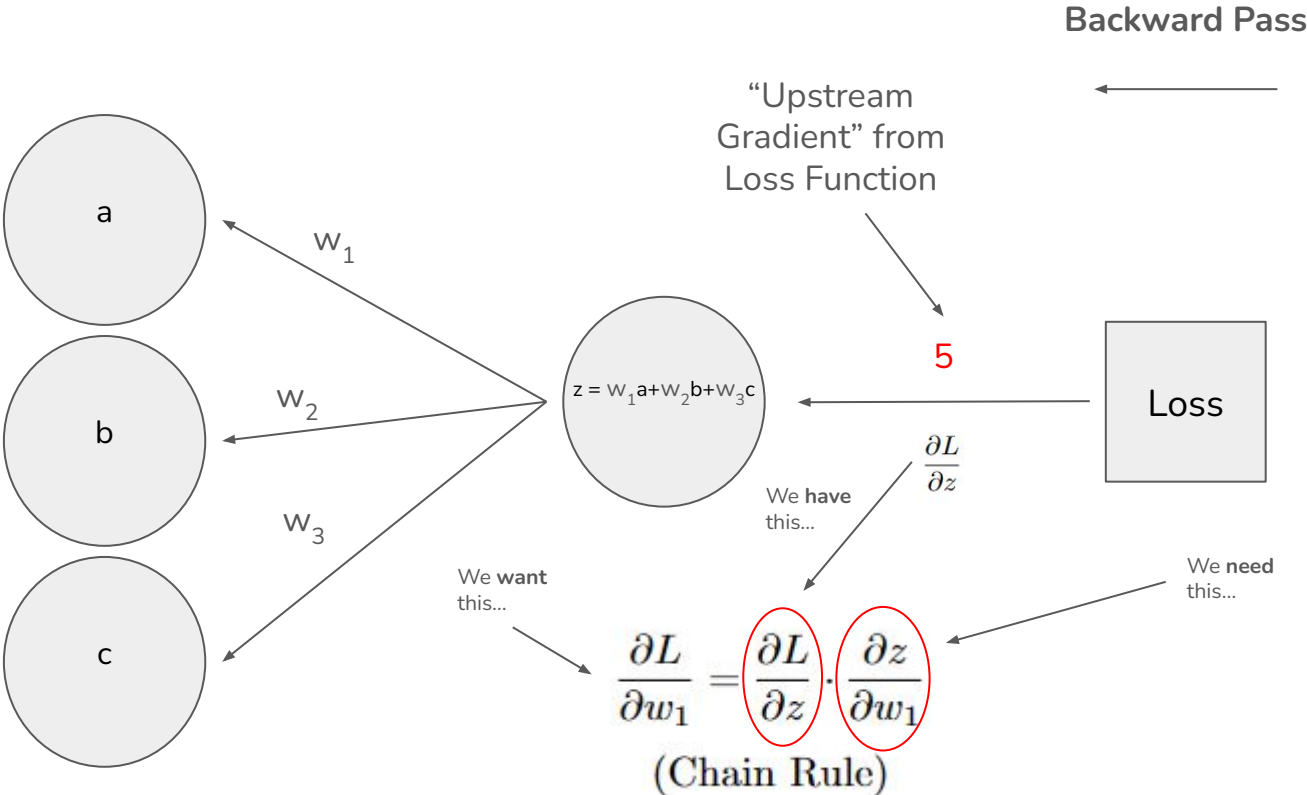 Backward Pass
“Upstream
Gradient” from
Loss Function
a
w1
5
z = w1a+w2b+w3c
Loss
w2
b
∂L/∂z
We have
this...
w3
We want
this...
We need
this...
c
∂L/∂w1 = ∂L/∂z · ∂z/∂w1
(Chain Rule)